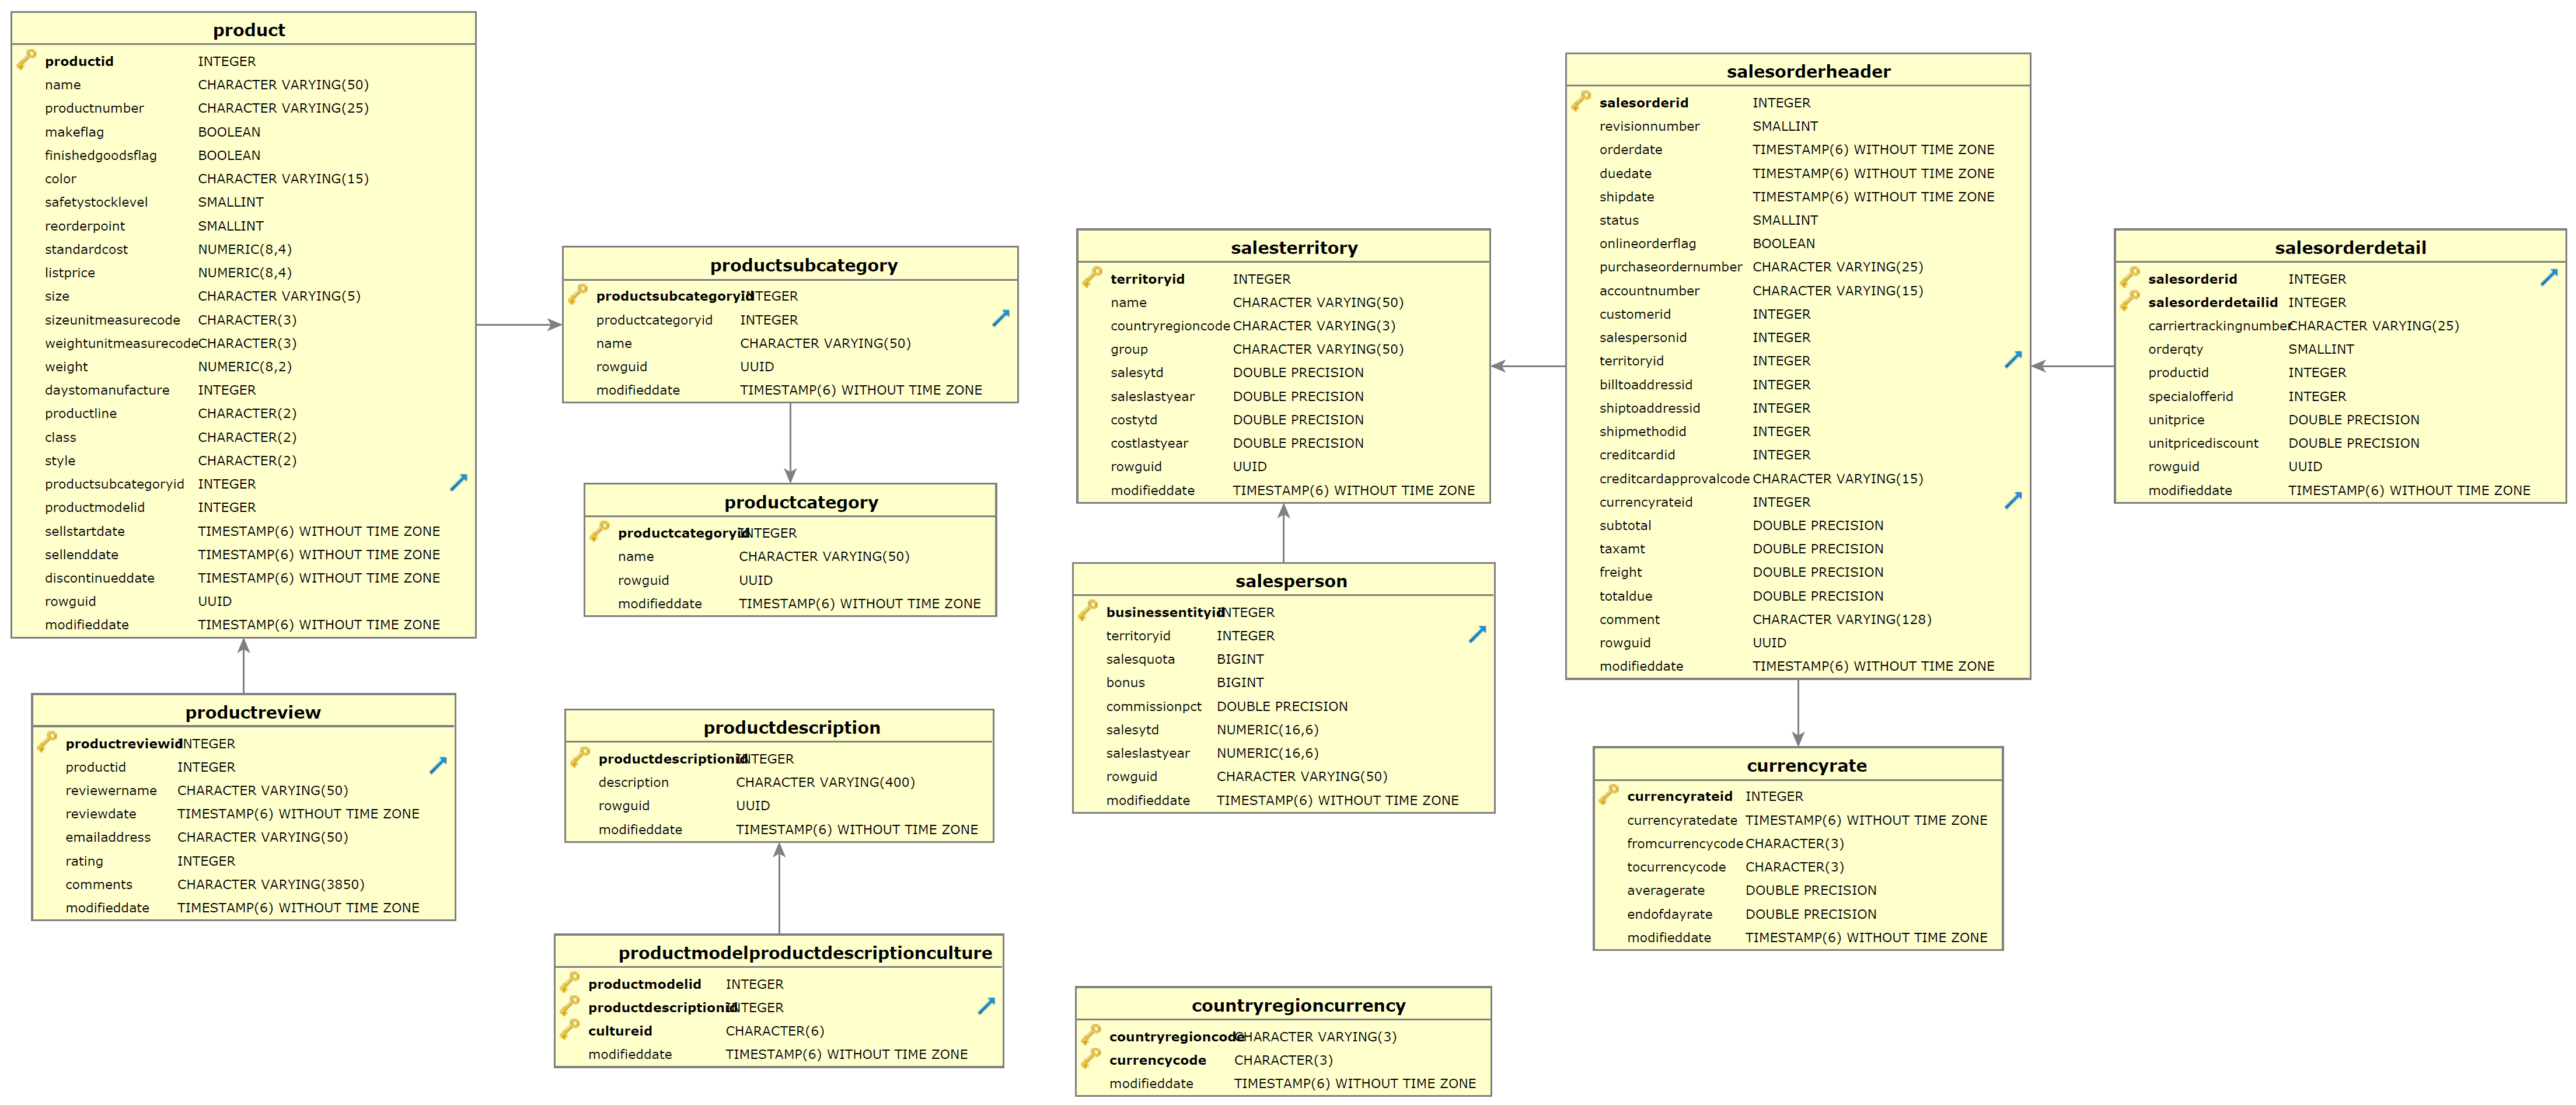 product
productid INTEGER
name CHARACTER VARYING(50)
productnumber CHARACTER VARYING(25)
makeflag BOOLEAN
finishedgoodsflag BOOLEAN
color CHARACTER VARYING(15)
safetystocklevel SMALLINT
reorderpoint SMALLINT
standardcost NUMERIC(8,4)
listprice NUMERIC(8,4)
size CHARACTER VARYING(5)
sizeunitmeasurecode CHARACTER(3)
weightunitmeasurecode CHARACTER(3)
weight NUMERIC(8,2)
daystomanufacture INTEGER
productline CHARACTER(2)
class CHARACTER(2)
style CHARACTER(2)
productsubcategoryid INTEGER
productmodelid INTEGER
sellstartdate TIMESTAMP(6) WITHOUT TIME ZONE
sellenddate TIMESTAMP(6) WITHOUT TIME ZONE
discontinueddate TIMESTAMP(6) WITHOUT TIME ZONE
rowguid UUID
modifieddate TIMESTAMP(6) WITHOUT TIME ZONE
productreview
productreviewid INTEGER
productid INTEGER
reviewername CHARACTER VARYING(50)
reviewdate TIMESTAMP(6) WITHOUT TIME ZONE
emailaddress CHARACTER VARYING(50)
rating INTEGER
comments CHARACTER VARYING(3850)
modifieddate TIMESTAMP(6) WITHOUT TIME ZONE
productsubcategory
productsubcategoryid INTEGER
productcategoryid INTEGER
name CHARACTER VARYING(50)
rowguid UUID
modifieddate TIMESTAMP(6) WITHOUT TIME ZONE
productcategory
productcategoryid INTEGER
name CHARACTER VARYING(50)
rowguid UUID
modifieddate TIMESTAMP(6) WITHOUT TIME ZONE
productdescription
productdescriptionid INTEGER
description CHARACTER VARYING(400)
rowguid UUID
modifieddate TIMESTAMP(6) WITHOUT TIME ZONE
productmodelproductdescriptionculture
productmodelid INTEGER
productdescriptionid INTEGER
cultureid CHARACTER(6)
modifieddate TIMESTAMP(6) WITHOUT TIME ZONE
salesterritory
territoryid INTEGER
name CHARACTER VARYING(50)
countryregioncode CHARACTER VARYING(3)
group CHARACTER VARYING(50)
salesytd DOUBLE PRECISION
saleslastyear DOUBLE PRECISION
costytd DOUBLE PRECISION
costlastyear DOUBLE PRECISION
rowguid UUID
modifieddate TIMESTAMP(6) WITHOUT TIME ZONE
salesperson
businessentityid INTEGER
territoryid INTEGER
salesquota BIGINT
bonus BIGINT
commissionpct DOUBLE PRECISION
salesytd NUMERIC(16,6)
saleslastyear NUMERIC(16,6)
rowguid CHARACTER VARYING(50)
modifieddate TIMESTAMP(6) WITHOUT TIME ZONE
countryregioncurrency
countryregioncode CHARACTER VARYING(3)
currencycode CHARACTER(3)
modifieddate TIMESTAMP(6) WITHOUT TIME ZONE
salesorderheader
salesorderid INTEGER
revisionnumber SMALLINT
orderdate TIMESTAMP(6) WITHOUT TIME ZONE
duedate TIMESTAMP(6) WITHOUT TIME ZONE
shipdate TIMESTAMP(6) WITHOUT TIME ZONE
status SMALLINT
onlineorderflag BOOLEAN
purchaseordernumber CHARACTER VARYING(25)
accountnumber CHARACTER VARYING(15)
customerid INTEGER
salespersonid INTEGER
territoryid INTEGER
billtoaddressid INTEGER
shiptoaddressid INTEGER
shipmethodid INTEGER
creditcardid INTEGER
creditcardapprovalcode CHARACTER VARYING(15)
currencyrateid INTEGER
subtotal DOUBLE PRECISION
taxamt DOUBLE PRECISION
freight DOUBLE PRECISION
totaldue DOUBLE PRECISION
comment CHARACTER VARYING(128)
rowguid UUID
modifieddate TIMESTAMP(6) WITHOUT TIME ZONE
currencyrate
currencyrateid INTEGER
currencyratedate TIMESTAMP(6) WITHOUT TIME ZONE
fromcurrencycode CHARACTER(3)
tocurrencycode CHARACTER(3)
averagerate DOUBLE PRECISION
endofdayrate DOUBLE PRECISION
modifieddate TIMESTAMP(6) WITHOUT TIME ZONE
salesorderdetail
salesorderid INTEGER
salesorderdetailid INTEGER
carriertrackingnumber CHARACTER VARYING(25)
orderqty SMALLINT
productid INTEGER
specialofferid INTEGER
unitprice DOUBLE PRECISION
unitpricediscount DOUBLE PRECISION
rowguid UUID
modifieddate TIMESTAMP(6) WITHOUT TIME ZONE